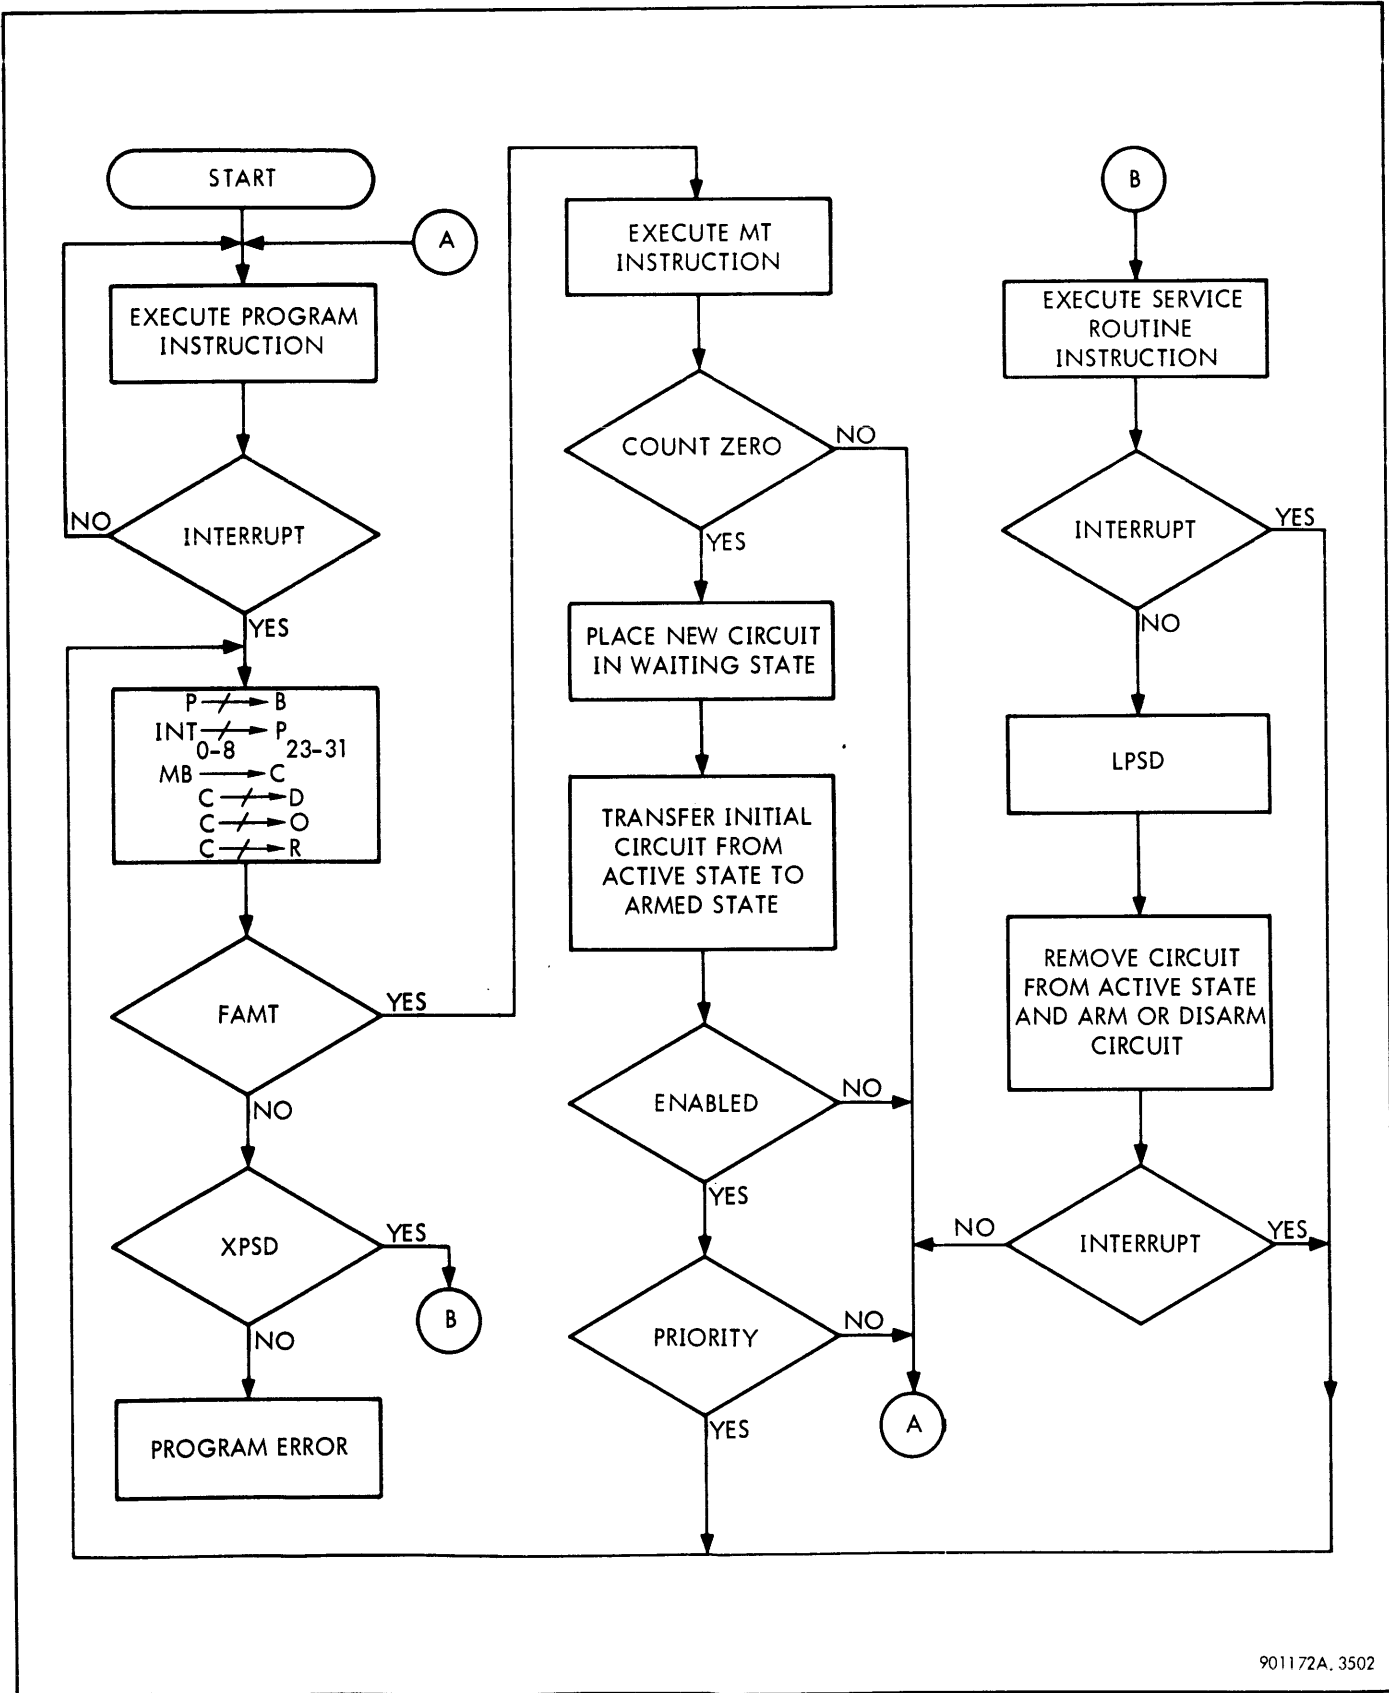 START
A
EXECUTE PROGRAM
INSTRUCTION
INTERRUPT
NO
YES
P B
INT0-8 P23-31
MB C
C D
C O
C R
FAMT
YES
NO
XPSD
YES
B
NO
PROGRAM ERROR
EXECUTE MT
INSTRUCTION
COUNT ZERO
NO
YES
PLACE NEW CIRCUIT
IN WAITING STATE
TRANSFER INITIAL
CIRCUIT FROM
ACTIVE STATE TO
ARMED STATE
ENABLED
NO
YES
PRIORITY
NO
YES
A
B
EXECUTE SERVICE
ROUTINE
INSTRUCTION
INTERRUPT
YES
NO
LPSD
REMOVE CIRCUIT
FROM ACTIVE STATE
AND ARM OR DISARM
CIRCUIT
NO
INTERRUPT
YES
901172A. 3502